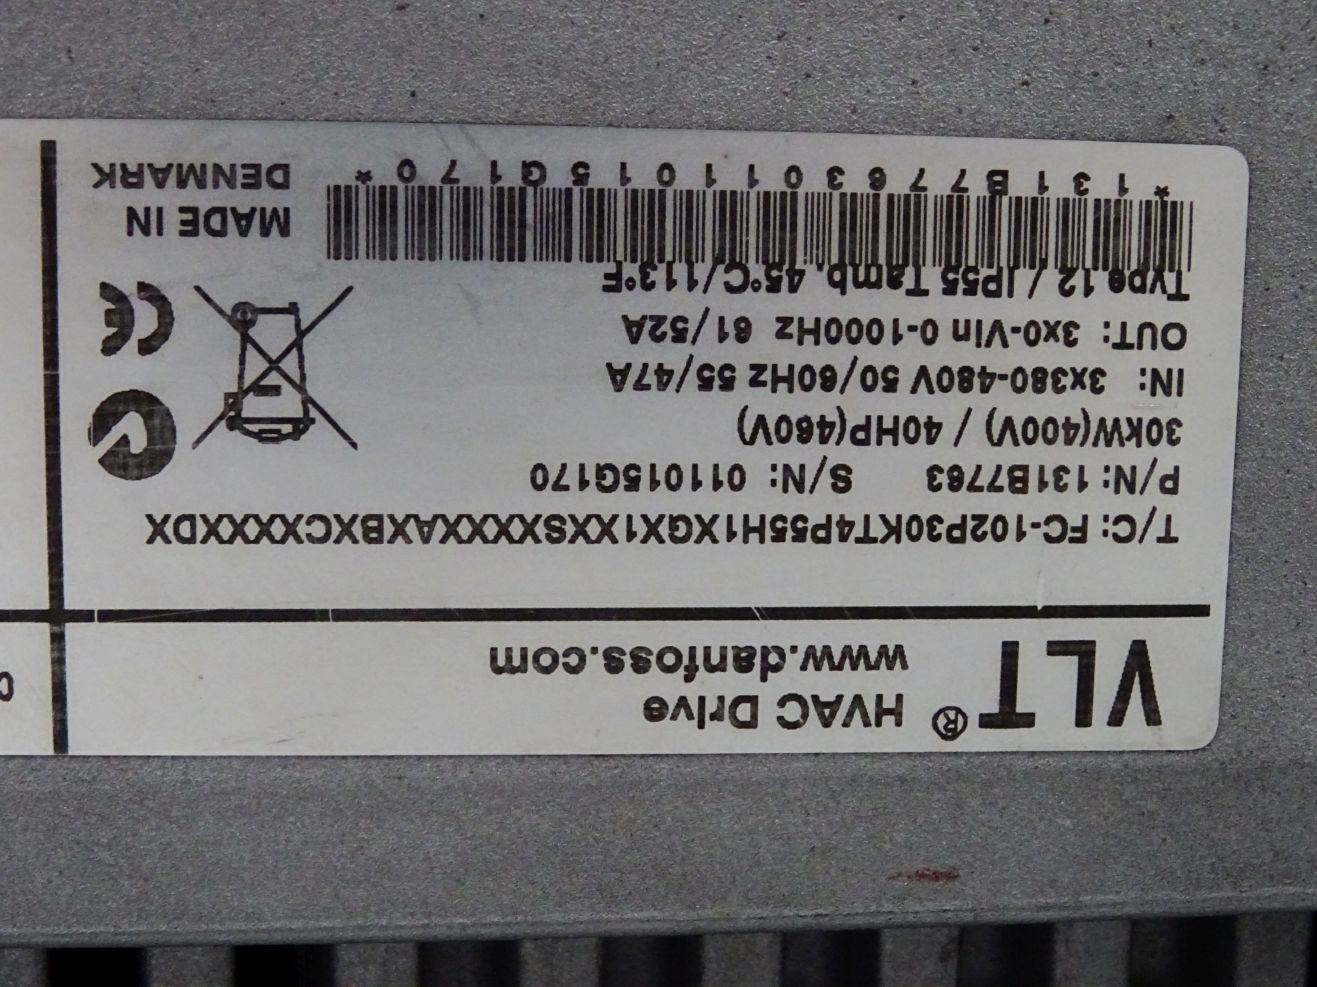 VLT®
HVAC Drive
www.danfoss.com
T/C: FC-102P30KT4P55H1XGX1XXSXXXXAXBXCXXXXDX
P/N: 131B7763 S/N: 011015G170
30kW(400V) / 40HP(460V)
IN: 3x380-480V 50/60Hz 55/47A
OUT: 3x0-Vin 0-1000Hz 61/52A
Type 12 / IP55 Tamb. 45°C/113°F
*131B7763011015G170*
MADE IN
DENMARK
CE